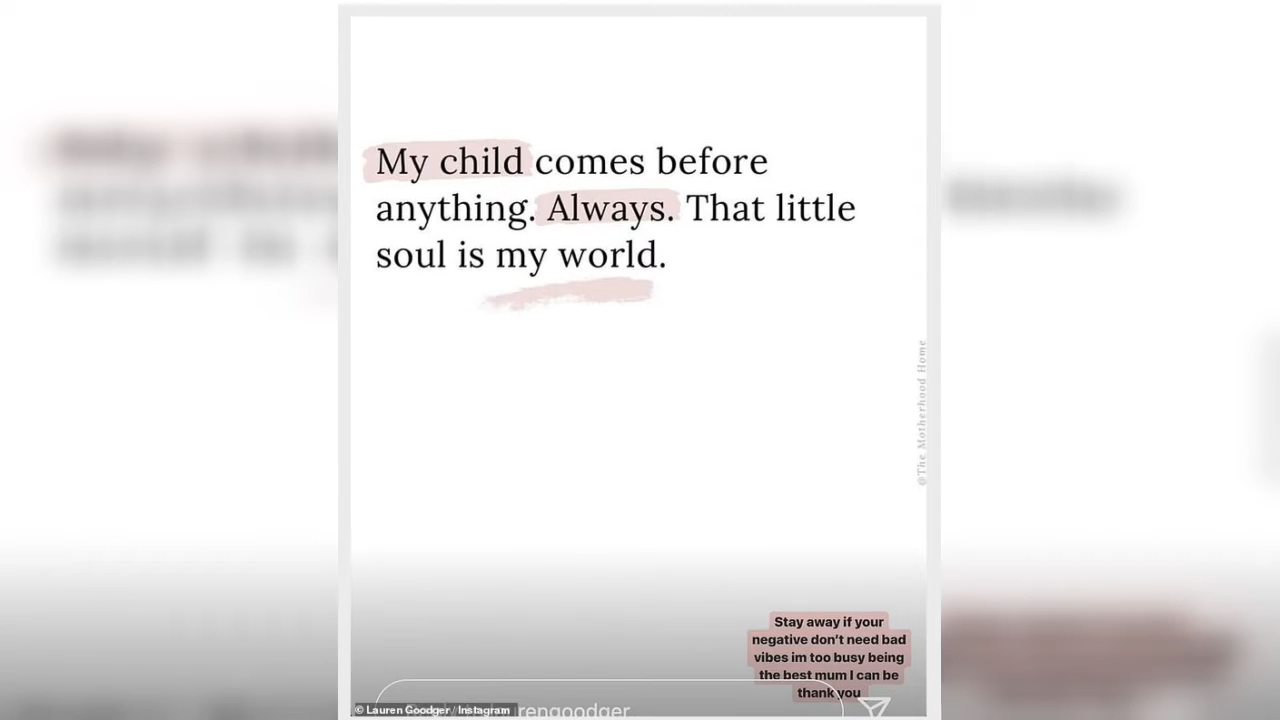 My child comes before
anything. Always. That little
soul is my world.
@The Motherhood Home
Stay away if your
negative don't need bad
vibes im too busy being
the best mum I can be
thank you
© Lauren Goodger / Instagram